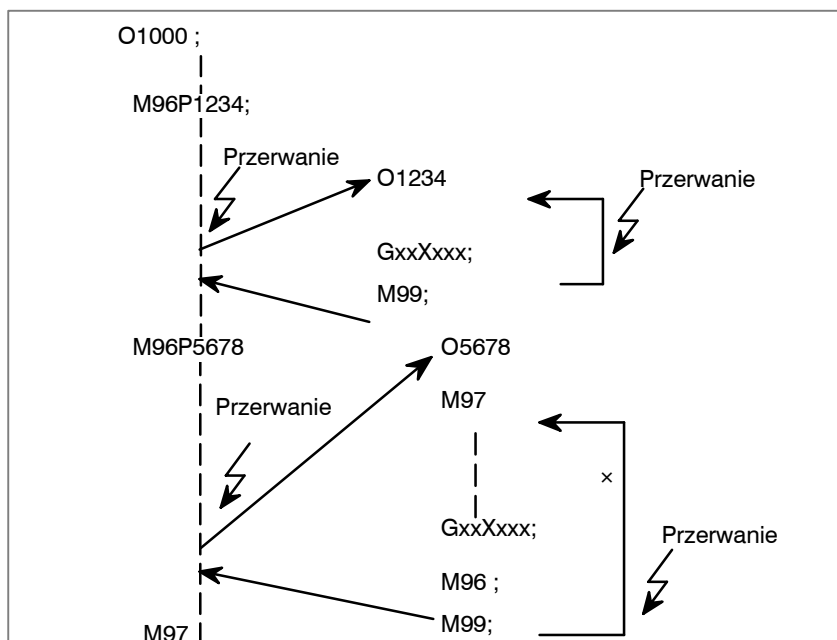 O1000 ;
M96P1234;
Przerwanie
O1234
Przerwanie
GxxXxxx;
M99;
M96P5678
O5678
M97
Przerwanie
×
GxxXxxx;
Przerwanie
M96 ;
M99;
M97